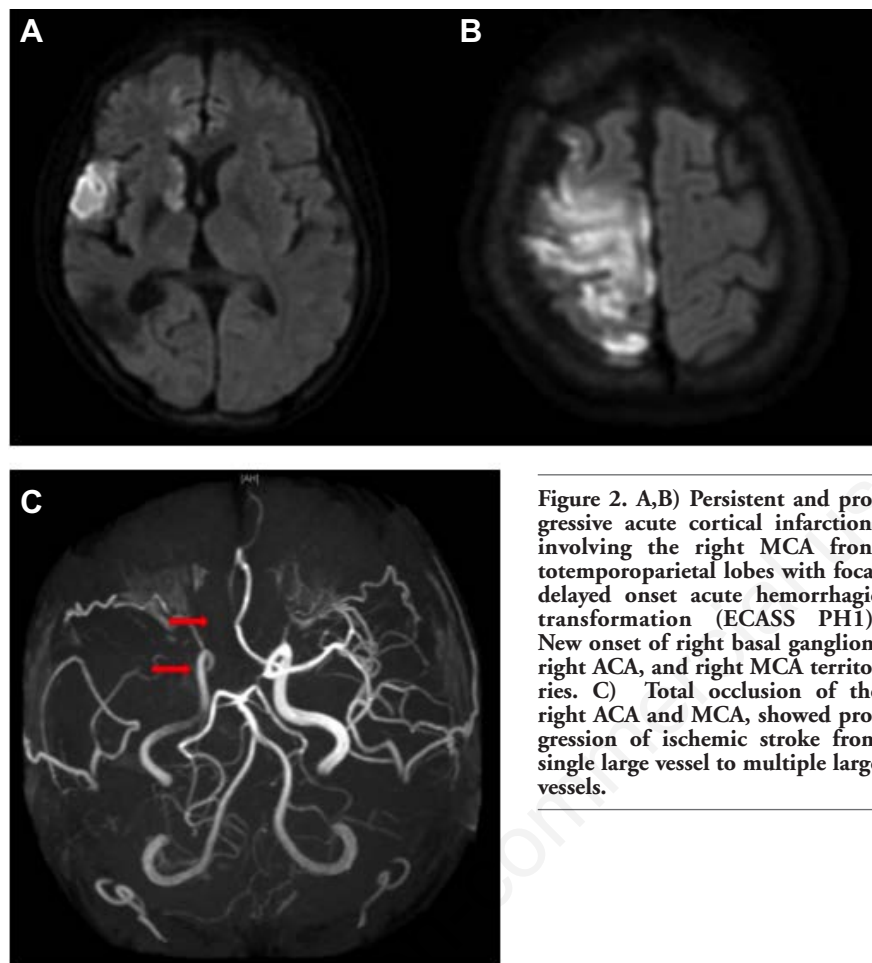 A
B
C
[AH]
Figure 2. A,B) Persistent and pro-
gressive acute cortical infarction
involving the right MCA fron-
totemporoparietal lobes with focal
delayed onset acute hemorrhagic
transformation (ECASS PH1).
New onset of right basal ganglion,
right ACA, and right MCA territo-
ries. C) Total occlusion of the
right ACA and MCA, showed pro-
gression of ischemic stroke from
single large vessel to multiple large
vessels.